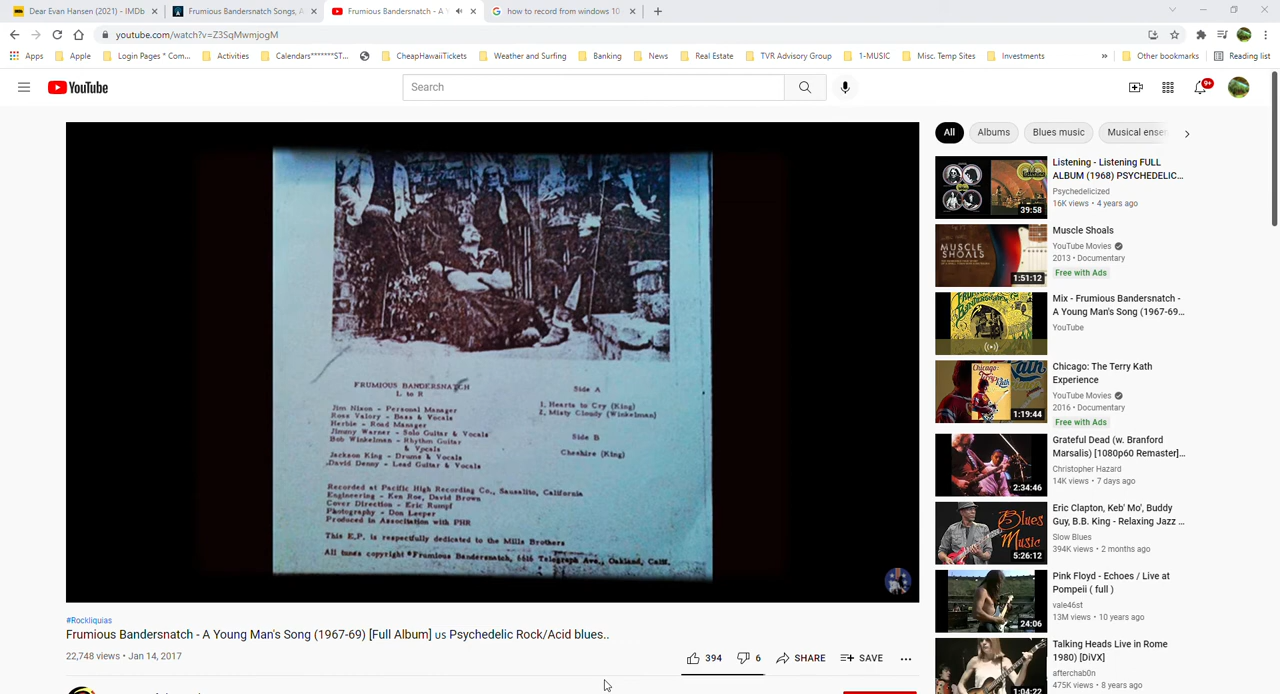 Dear Evan Hansen (2021) - IMDb
Frumious Bandersnatch Songs, A
Frumious Bandersnatch - A
how to record from windows 10
youtube.com/watch?v=Z3SqMwmjogM
Apps
Apple
Login Pages * Com...
Activities
Calendars*******ST...
CheapHawaiiTickets
Weather and Surfing
Banking
News
Real Estate
TVR Advisory Group
1-MUSIC
Misc. Temp Sites
Investments
»
Other bookmarks
Reading list
YouTube
Search
9+
FRUMIOUS BANDERSNATCH
L to R
Jim Nixon - Personal Manager
Ross Valory - Bass & Vocals
Herbie - Road Manager
Jimmy Warner - Solo Guitar & Vocals
Bob Winkelman - Rhythm Guitar
& Vocals
Jackson King - Drums & Vocals
David Denny - Lead Guitar & Vocals
Side A
1. Hearts to Cry (King)
2. Misty Cloudy (Winkelman)
Side B
Cheshire (King)
Recorded at Pacific High Recording Co., Sausalito, California
Engineering - Ken Roe, David Brown
Cover Direction - Eric Rumpf
Photography - Don Leeper
Produced in Association with PHR
This E.P. is respectfully dedicated to the Mills Brothers
All tunes copyright Frumious Bandersnatch, 6616 Telegraph Ave., Oakland, Calif.
#Rockliquias
Frumious Bandersnatch - A Young Man's Song (1967-69) [Full Album] us Psychedelic Rock/Acid blues..
22,748 views • Jan 14, 2017
394
6
SHARE
SAVE
All
Albums
Blues music
Musical ense
Listening - Listening FULL
ALBUM (1968) PSYCHEDELIC...
Psychedelicized
16K views • 4 years ago
39:58
MUSCLE
SHOALS
Muscle Shoals
YouTube Movies
2013 • Documentary
Free with Ads
1:51:12
Mix - Frumious Bandersnatch -
A Young Man's Song (1967-69...
YouTube
Chicago: The Terry Kath
Experience
YouTube Movies
2016 • Documentary
Free with Ads
1:19:44
Grateful Dead (w. Branford
Marsalis) [1080p60 Remaster]...
Christopher Hazard
14K views • 7 days ago
2:34:46
Blues
MUSIC
Eric Clapton, Keb' Mo', Buddy
Guy, B.B. King - Relaxing Jazz ...
Slow Blues
394K views • 2 months ago
5:26:12
Pink Floyd - Echoes / Live at
Pompeii ( full )
vale46st
13M views • 10 years ago
24:06
Talking Heads Live in Rome
1980) [DiVX]
afterchab0n
475K views • 8 years ago
1:04:22